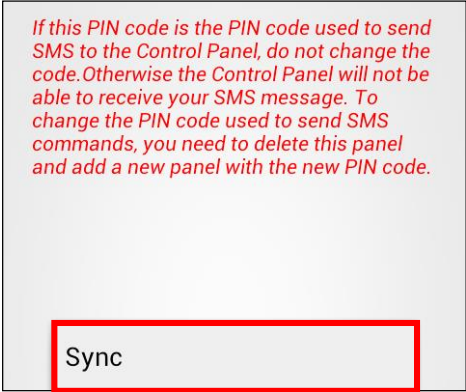 If this PIN code is the PIN code used to send
SMS to the Control Panel, do not change the
code.Otherwise the Control Panel will not be
able to receive your SMS message. To
change the PIN code used to send SMS
commands, you need to delete this panel
and add a new panel with the new PIN code.
Sync